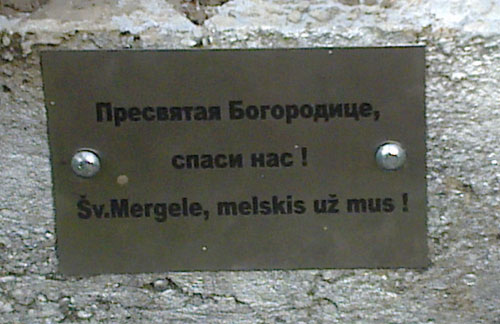 Пресвятая Богородице,
спаси нас !
Šv.Mergele, melskis už mus !